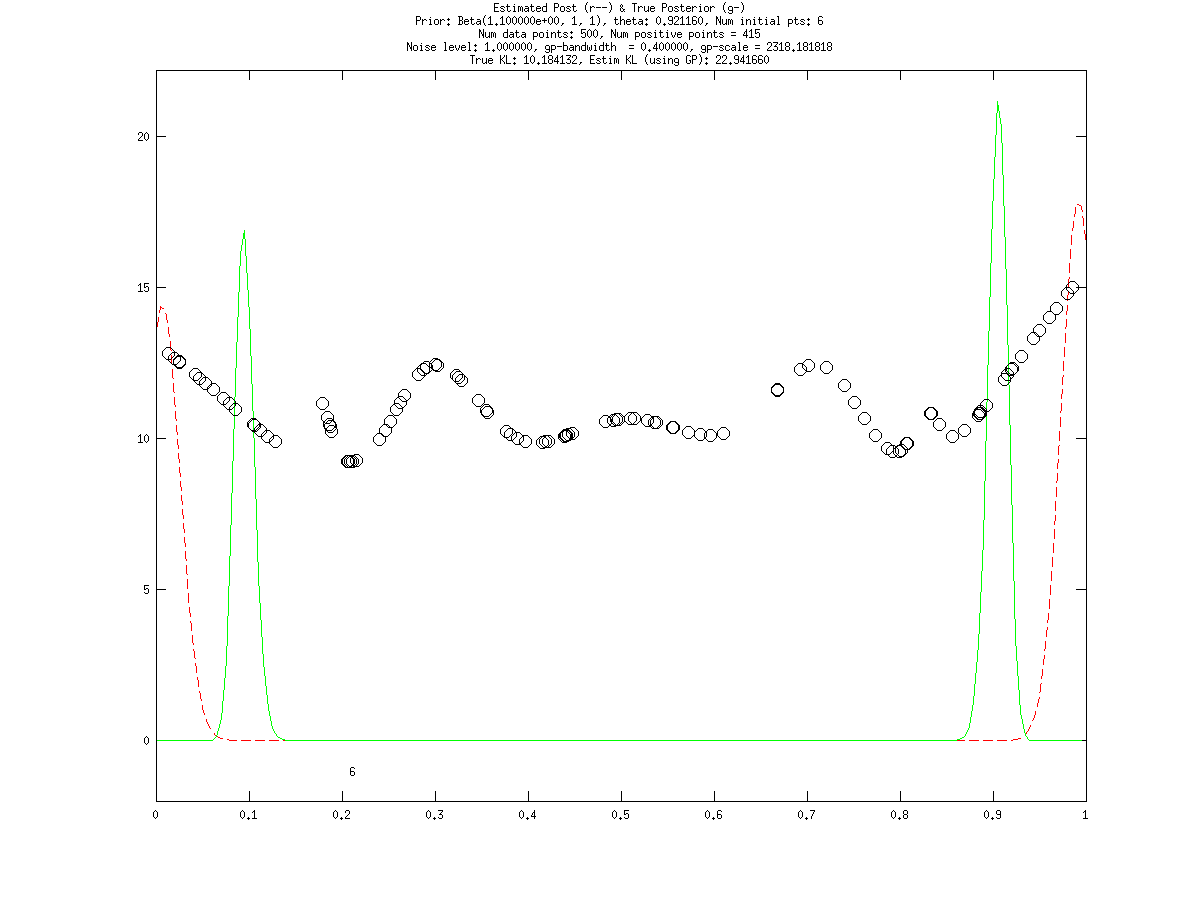 Estimated Post (r--) & True Posterior (g-)
Prior: Beta(1.100000e+00, 1, 1), theta: 0.921160, Num initial pts: 6
Num data points: 500, Num positive points = 415
Noise level: 1.000000, gp-bandwidth  = 0.400000, gp-scale = 2318.181818
True KL: 10.184132, Estim KL (using GP): 22.941660
20
15
10
5
0
6
0 0.1 0.2 0.3 0.4 0.5 0.6 0.7 0.8 0.9 1